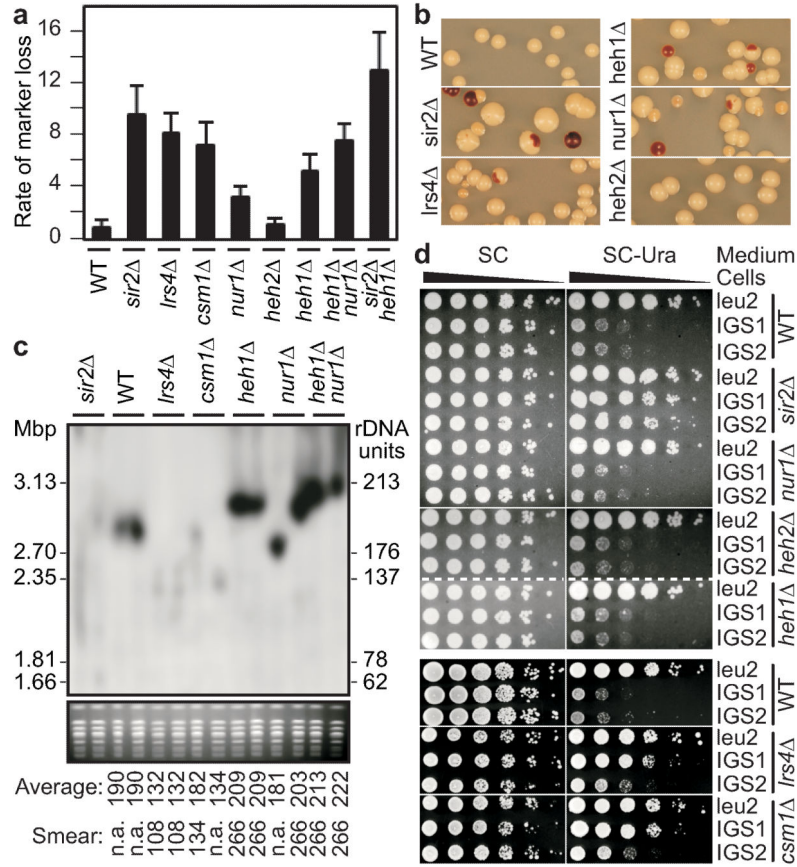 a
Rate of marker loss
16
12
8
4
0
WT
sir2Δ
lrs4Δ
csm1Δ
nur1Δ
heh2Δ
heh1Δ
heh1Δ nur1Δ
sir2Δ heh1Δ
b
WT
sir2Δ
lrs4Δ
heh1Δ
nur1Δ
heh2Δ
c
sir2Δ
WT
lrs4Δ
csm1Δ
heh1Δ
nur1Δ
heh1Δ nur1Δ
Mbp
rDNA units
3.13
213
2.70
176
2.35
137
1.81
78
1.66
62
Average: 190 190 132 132 182 134 209 209 181 203 213 222
Smear: n.a. n.a. 108 108 134 n.a. 266 266 n.a. 266 266 266
d
SC
SC-Ura
Medium
Cells
leu2
IGS1
IGS2
WT
leu2
IGS1
IGS2
sir2Δ
leu2
IGS1
IGS2
nur1Δ
leu2
IGS1
IGS2
heh2Δ
leu2
IGS1
IGS2
heh1Δ
leu2
IGS1
IGS2
WT
leu2
IGS1
IGS2
lrs4Δ
leu2
IGS1
IGS2
csm1Δ